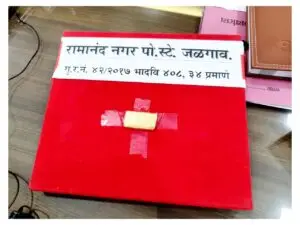 रामानंद नगर पो.स्टे. जळगाव.
गु.र.नं. ४२/२०१७ भादवि ४०८, ३४ प्रमाणे